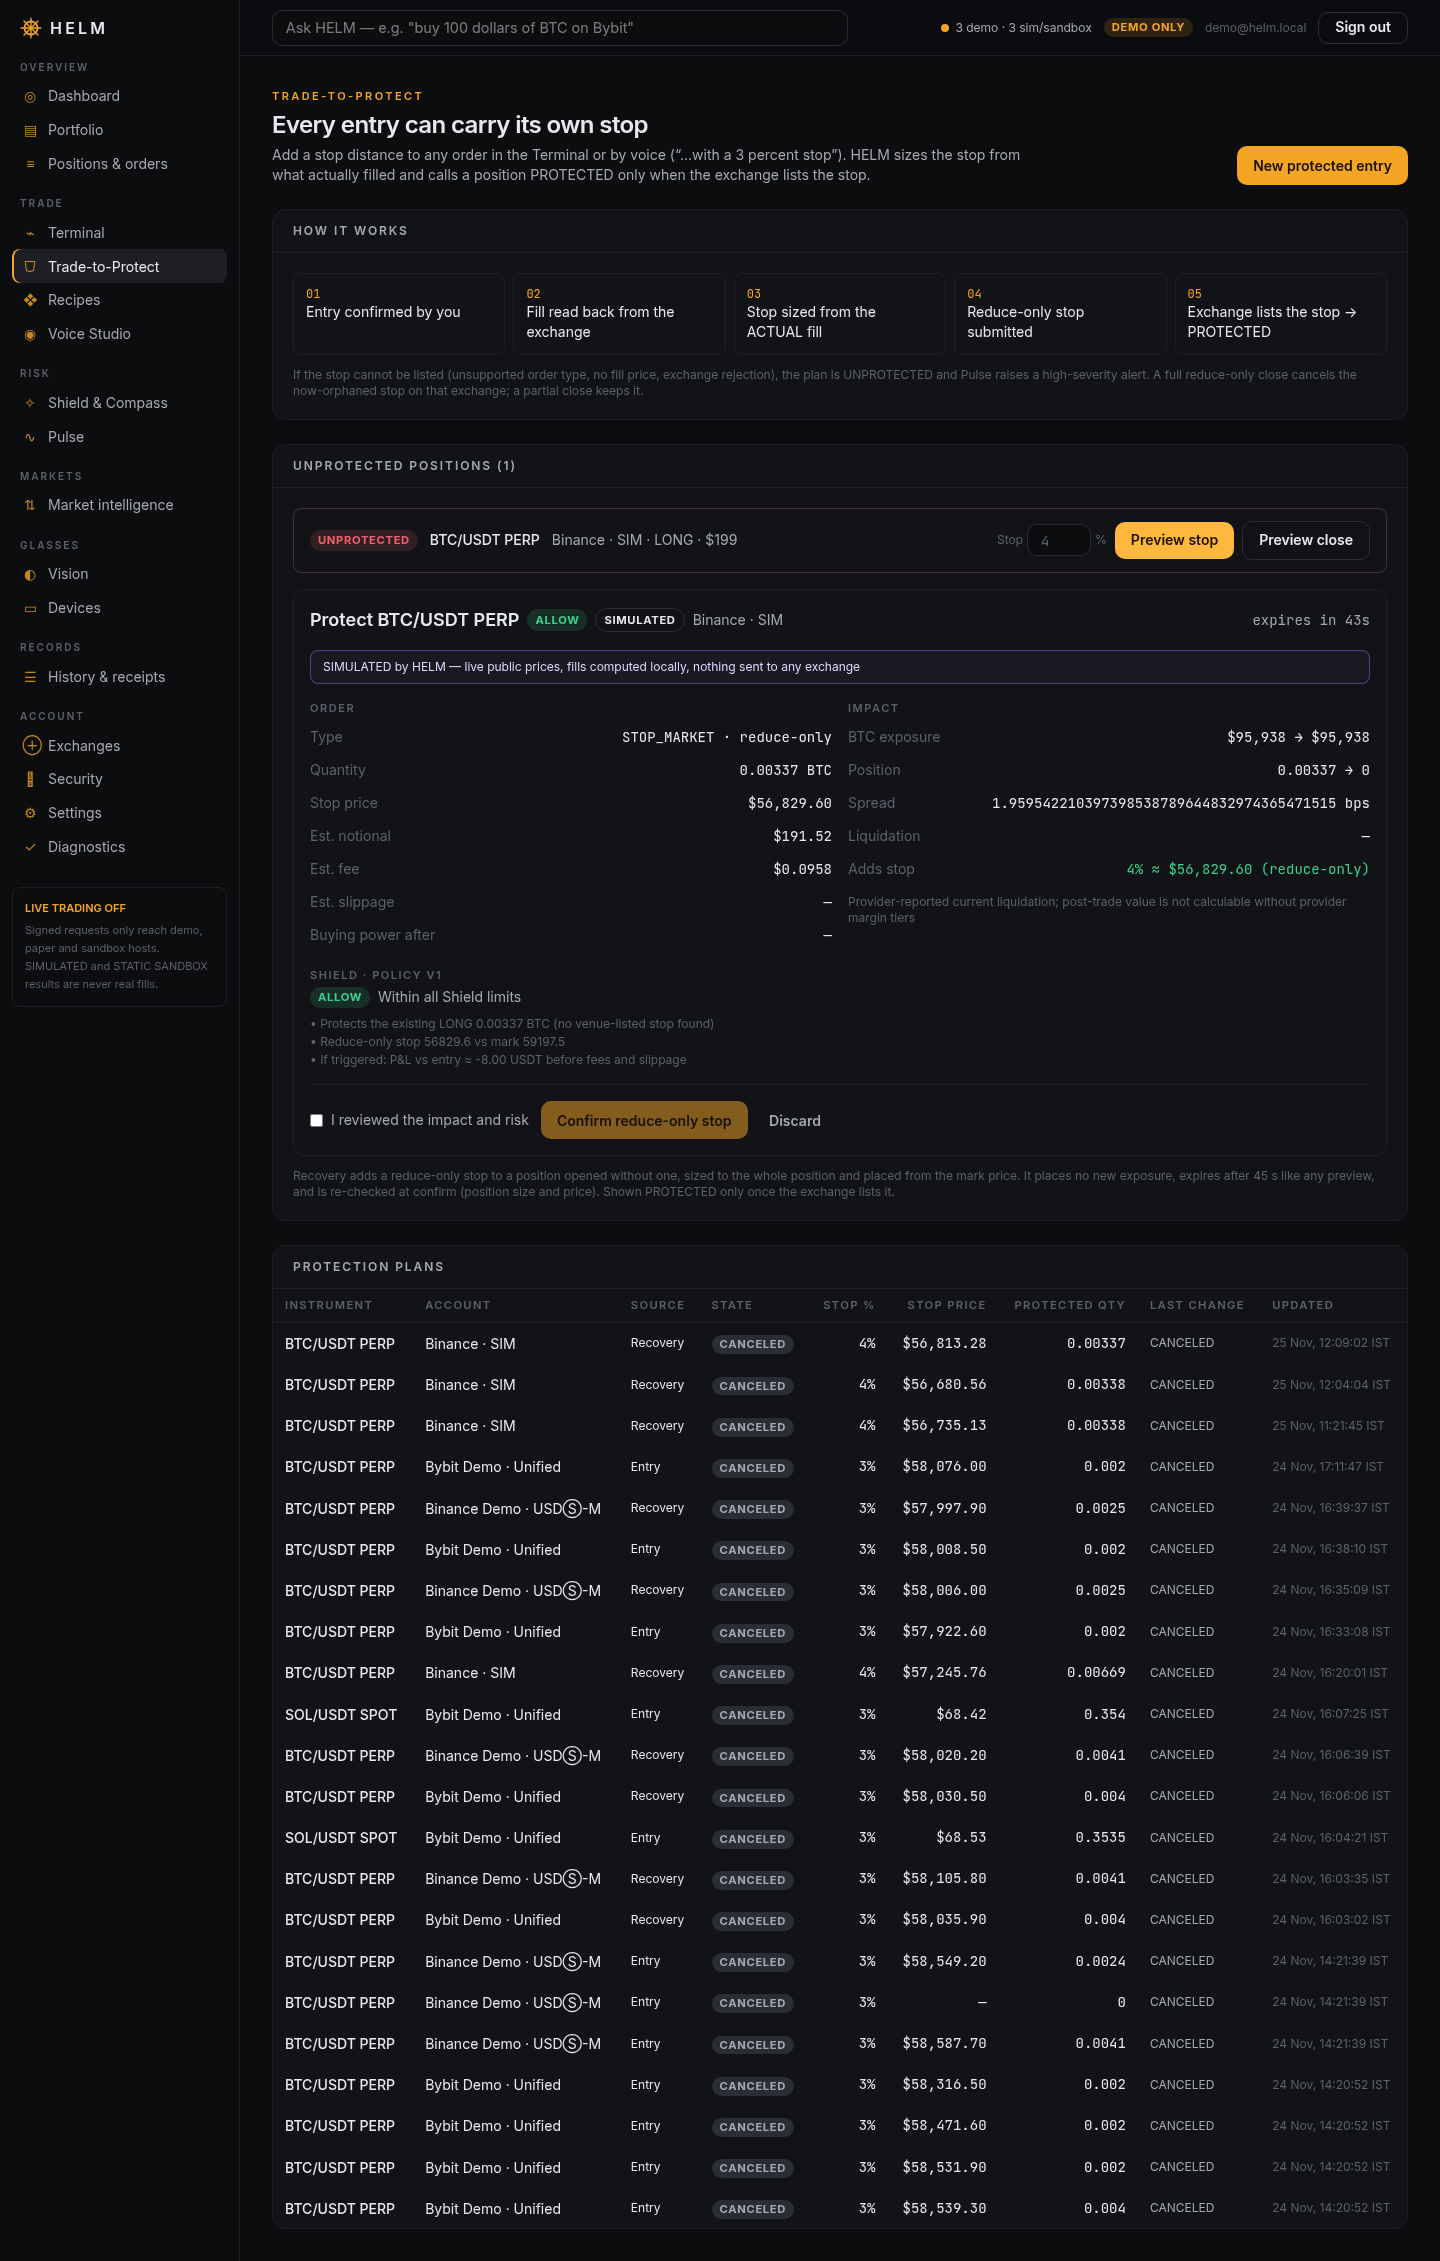 HELM
Ask HELM — e.g. "buy 100 dollars of BTC on Bybit"
3 demo · 3 sim/sandbox
DEMO ONLY
demo@helm.local
Sign out
OVERVIEW
Dashboard
Portfolio
Positions & orders
TRADE
Terminal
Trade-to-Protect
Recipes
Voice Studio
RISK
Shield & Compass
Pulse
MARKETS
Market intelligence
GLASSES
Vision
Devices
RECORDS
History & receipts
ACCOUNT
Exchanges
Security
Settings
Diagnostics
LIVE TRADING OFF
Signed requests only reach demo,
paper and sandbox hosts.
SIMULATED and STATIC SANDBOX
results are never real fills.
TRADE-TO-PROTECT
Every entry can carry its own stop
Add a stop distance to any order in the Terminal or by voice (“…with a 3 percent stop”). HELM sizes the stop from
what actually filled and calls a position PROTECTED only when the exchange lists the stop.
New protected entry
HOW IT WORKS
01
Entry confirmed by you
02
Fill read back from the
exchange
03
Stop sized from the
ACTUAL fill
04
Reduce-only stop
submitted
05
Exchange lists the stop →
PROTECTED
If the stop cannot be listed (unsupported order type, no fill price, exchange rejection), the plan is UNPROTECTED and Pulse raises a high-severity alert. A full reduce-only close cancels the
now-orphaned stop on that exchange; a partial close keeps it.
UNPROTECTED POSITIONS (1)
UNPROTECTED BTC/USDT PERP Binance · SIM · LONG · $199
Stop 4 %
Preview stop
Preview close
Protect BTC/USDT PERP ALLOW SIMULATED Binance · SIM
expires in 43s
SIMULATED by HELM — live public prices, fills computed locally, nothing sent to any exchange
ORDER
Type STOP_MARKET · reduce-only
Quantity 0.00337 BTC
Stop price $56,829.60
Est. notional $191.52
Est. fee $0.0958
Est. slippage —
Buying power after —
IMPACT
BTC exposure $95,938 → $95,938
Position 0.00337 → 0
Spread 1.959542210397398538789644832974365471515 bps
Liquidation —
Adds stop 4% ≈ $56,829.60 (reduce-only)
Provider-reported current liquidation; post-trade value is not calculable without provider
margin tiers
SHIELD · POLICY V1
ALLOW Within all Shield limits
• Protects the existing LONG 0.00337 BTC (no venue-listed stop found)
• Reduce-only stop 56829.6 vs mark 59197.5
• If triggered: P&L vs entry ≈ -8.00 USDT before fees and slippage
I reviewed the impact and risk
Confirm reduce-only stop
Discard
Recovery adds a reduce-only stop to a position opened without one, sized to the whole position and placed from the mark price. It places no new exposure, expires after 45 s like any preview,
and is re-checked at confirm (position size and price). Shown PROTECTED only once the exchange lists it.
PROTECTION PLANS
INSTRUMENT ACCOUNT SOURCE STATE STOP % STOP PRICE PROTECTED QTY LAST CHANGE UPDATED
BTC/USDT PERP Binance · SIM Recovery CANCELED 4% $56,813.28 0.00337 CANCELED 25 Nov, 12:09:02 IST
BTC/USDT PERP Binance · SIM Recovery CANCELED 4% $56,680.56 0.00338 CANCELED 25 Nov, 12:04:04 IST
BTC/USDT PERP Binance · SIM Recovery CANCELED 4% $56,735.13 0.00338 CANCELED 25 Nov, 11:21:45 IST
BTC/USDT PERP Bybit Demo · Unified Entry CANCELED 3% $58,076.00 0.002 CANCELED 24 Nov, 17:11:47 IST
BTC/USDT PERP Binance Demo · USDⓈ-M Recovery CANCELED 3% $57,997.90 0.0025 CANCELED 24 Nov, 16:39:37 IST
BTC/USDT PERP Bybit Demo · Unified Entry CANCELED 3% $58,008.50 0.002 CANCELED 24 Nov, 16:38:10 IST
BTC/USDT PERP Binance Demo · USDⓈ-M Recovery CANCELED 3% $58,006.00 0.0025 CANCELED 24 Nov, 16:35:09 IST
BTC/USDT PERP Bybit Demo · Unified Entry CANCELED 3% $57,922.60 0.002 CANCELED 24 Nov, 16:33:08 IST
BTC/USDT PERP Binance · SIM Recovery CANCELED 4% $57,245.76 0.00669 CANCELED 24 Nov, 16:20:01 IST
SOL/USDT SPOT Bybit Demo · Unified Entry CANCELED 3% $68.42 0.354 CANCELED 24 Nov, 16:07:25 IST
BTC/USDT PERP Binance Demo · USDⓈ-M Recovery CANCELED 3% $58,020.20 0.0041 CANCELED 24 Nov, 16:06:39 IST
BTC/USDT PERP Bybit Demo · Unified Recovery CANCELED 3% $58,030.50 0.004 CANCELED 24 Nov, 16:06:06 IST
SOL/USDT SPOT Bybit Demo · Unified Entry CANCELED 3% $68.53 0.3535 CANCELED 24 Nov, 16:04:21 IST
BTC/USDT PERP Binance Demo · USDⓈ-M Recovery CANCELED 3% $58,105.80 0.0041 CANCELED 24 Nov, 16:03:35 IST
BTC/USDT PERP Bybit Demo · Unified Recovery CANCELED 3% $58,035.90 0.004 CANCELED 24 Nov, 16:03:02 IST
BTC/USDT PERP Binance Demo · USDⓈ-M Entry CANCELED 3% $58,549.20 0.0024 CANCELED 24 Nov, 14:21:39 IST
BTC/USDT PERP Binance Demo · USDⓈ-M Entry CANCELED 3% — 0 CANCELED 24 Nov, 14:21:39 IST
BTC/USDT PERP Binance Demo · USDⓈ-M Entry CANCELED 3% $58,587.70 0.0041 CANCELED 24 Nov, 14:21:39 IST
BTC/USDT PERP Bybit Demo · Unified Entry CANCELED 3% $58,316.50 0.002 CANCELED 24 Nov, 14:20:52 IST
BTC/USDT PERP Bybit Demo · Unified Entry CANCELED 3% $58,471.60 0.002 CANCELED 24 Nov, 14:20:52 IST
BTC/USDT PERP Bybit Demo · Unified Entry CANCELED 3% $58,531.90 0.002 CANCELED 24 Nov, 14:20:52 IST
BTC/USDT PERP Bybit Demo · Unified Entry CANCELED 3% $58,539.30 0.004 CANCELED 24 Nov, 14:20:52 IST